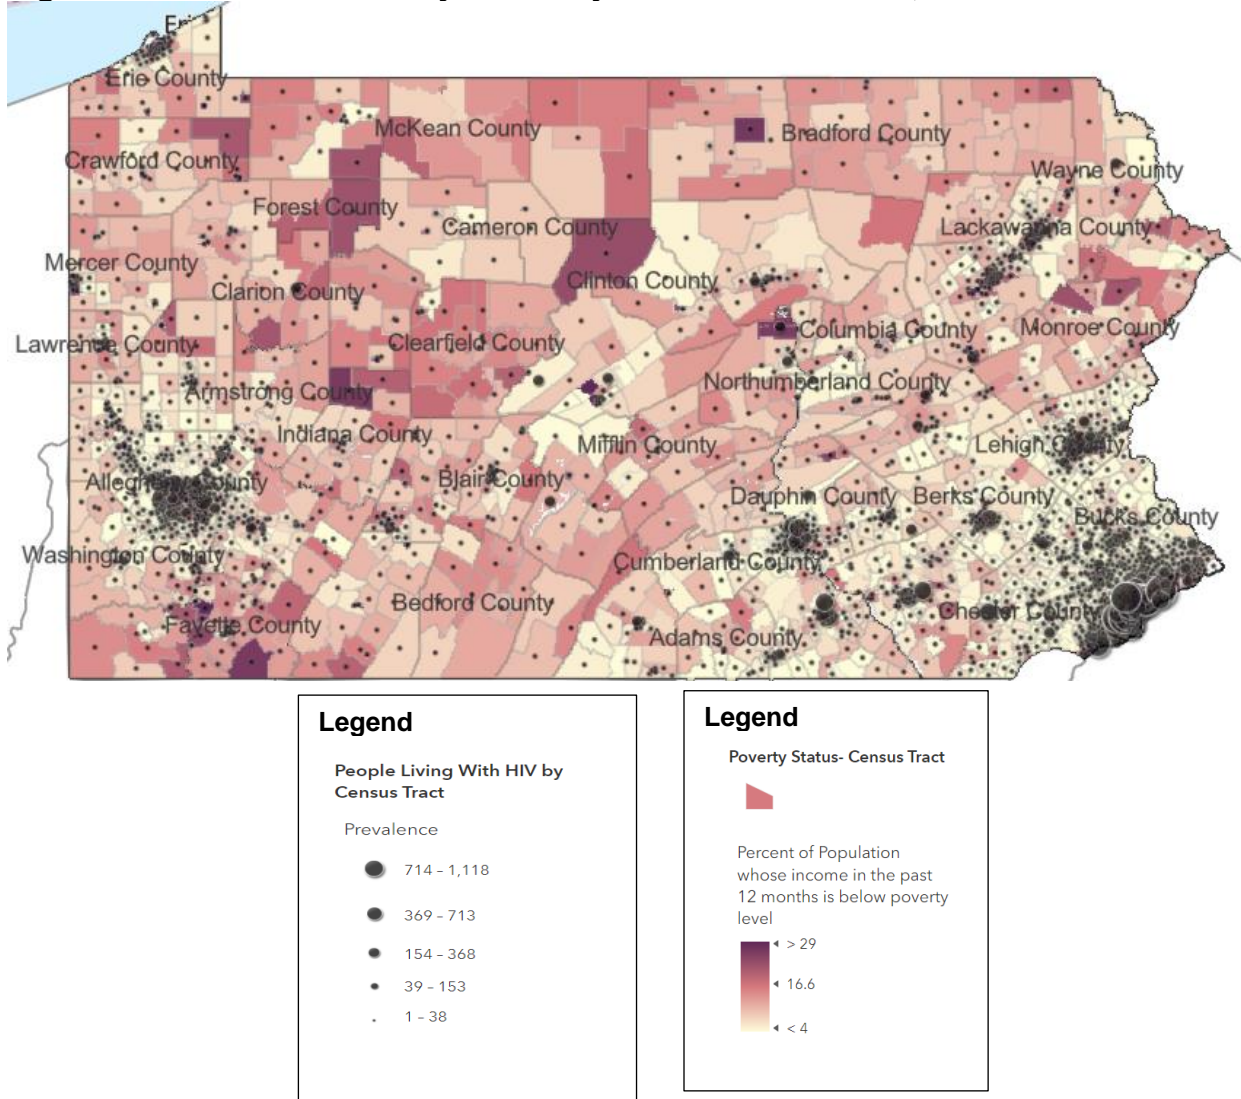 Erie
Erie County
McKean County
Bradford County
Crawford County
Wayne County
Forest County
Cameron County
Lackawanna County
Mercer County
Clarion County
Clinton County
Lawrence County
Clearfield County
Columbia County
Monroe County
Armstrong County
Northumberland County
Indiana County
Mifflin County
Lehigh County
Allegheny County
Blair County
Dauphin County
Berks County
Bucks County
Washington County
Cumberland County
Bedford County
Chester County
Fayette County
Adams County
Legend
People Living With HIV by
Census Tract
Prevalence
714 – 1,118
369 – 713
154 – 368
39 – 153
1 – 38
Legend
Poverty Status- Census Tract
Percent of Population
whose income in the past
12 months is below poverty
level
> 29
16.6
< 4